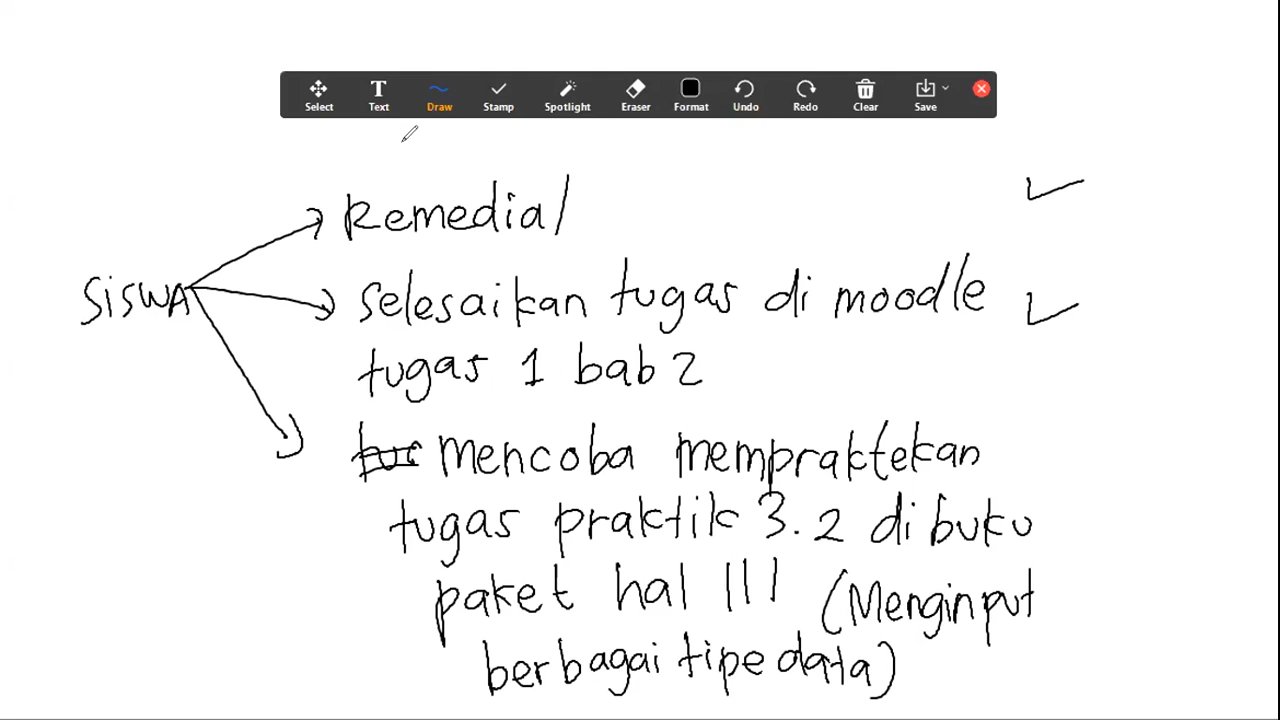 Select Text Draw Stamp Spotlight Eraser Format Undo Redo Clear Save
Remedial
SISWA
Selesaikan tugas di moodle
tugas 1 bab 2
mencoba mempraktekan
tugas praktik 3.2 di buku
paket hal 111 (Menginput
berbagai tipe data)